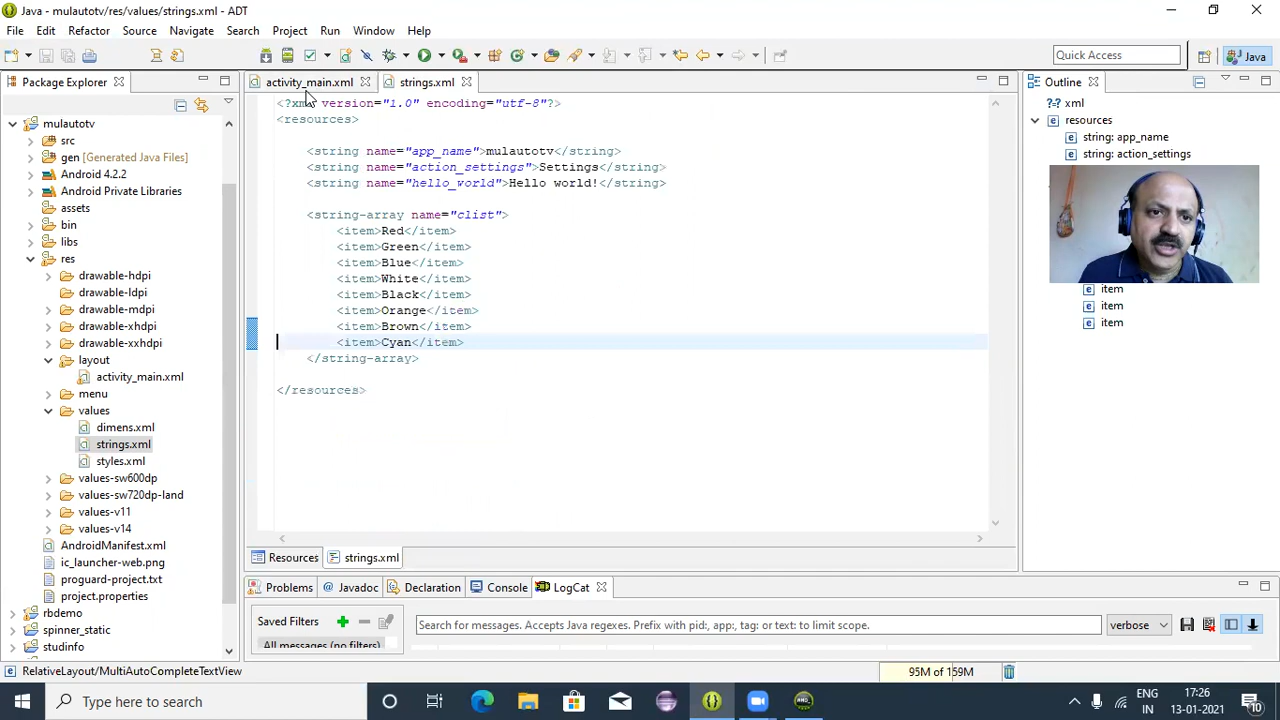 Java - mulautotv/res/values/strings.xml - ADT
File Edit Refactor Source Navigate Search Project Run Window Help
Quick Access
Java
Package Explorer
activity_main.xml
strings.xml
Outline
mulautotv
src
gen [Generated Java Files]
Android 4.2.2
Android Private Libraries
assets
bin
libs
res
drawable-hdpi
drawable-ldpi
drawable-mdpi
drawable-xhdpi
drawable-xxhdpi
layout
activity_main.xml
menu
values
dimens.xml
strings.xml
styles.xml
values-sw600dp
values-sw720dp-land
values-v11
values-v14
AndroidManifest.xml
ic_launcher-web.png
proguard-project.txt
project.properties
rbdemo
spinner_static
studinfo
<?xml version="1.0" encoding="utf-8"?>
<resources>
<string name="app_name">mulautotv</string>
<string name="action_settings">Settings</string>
<string name="hello_world">Hello world!</string>
<string-array name="clist">
<item>Red</item>
<item>Green</item>
<item>Blue</item>
<item>White</item>
<item>Black</item>
<item>Orange</item>
<item>Brown</item>
<item>Cyan</item>
</string-array>
</resources>
Resources
strings.xml
xml
resources
string: app_name
string: action_settings
item
item
item
Problems
Javadoc
Declaration
Console
LogCat
Saved Filters
All messages (no filters)
Search for messages. Accepts Java regexes. Prefix with pid:, app:, tag: or text: to limit scope.
verbose
RelativeLayout/MultiAutoCompleteTextView
95M of 159M
Type here to search
ENG
IN
17:26
13-01-2021
10